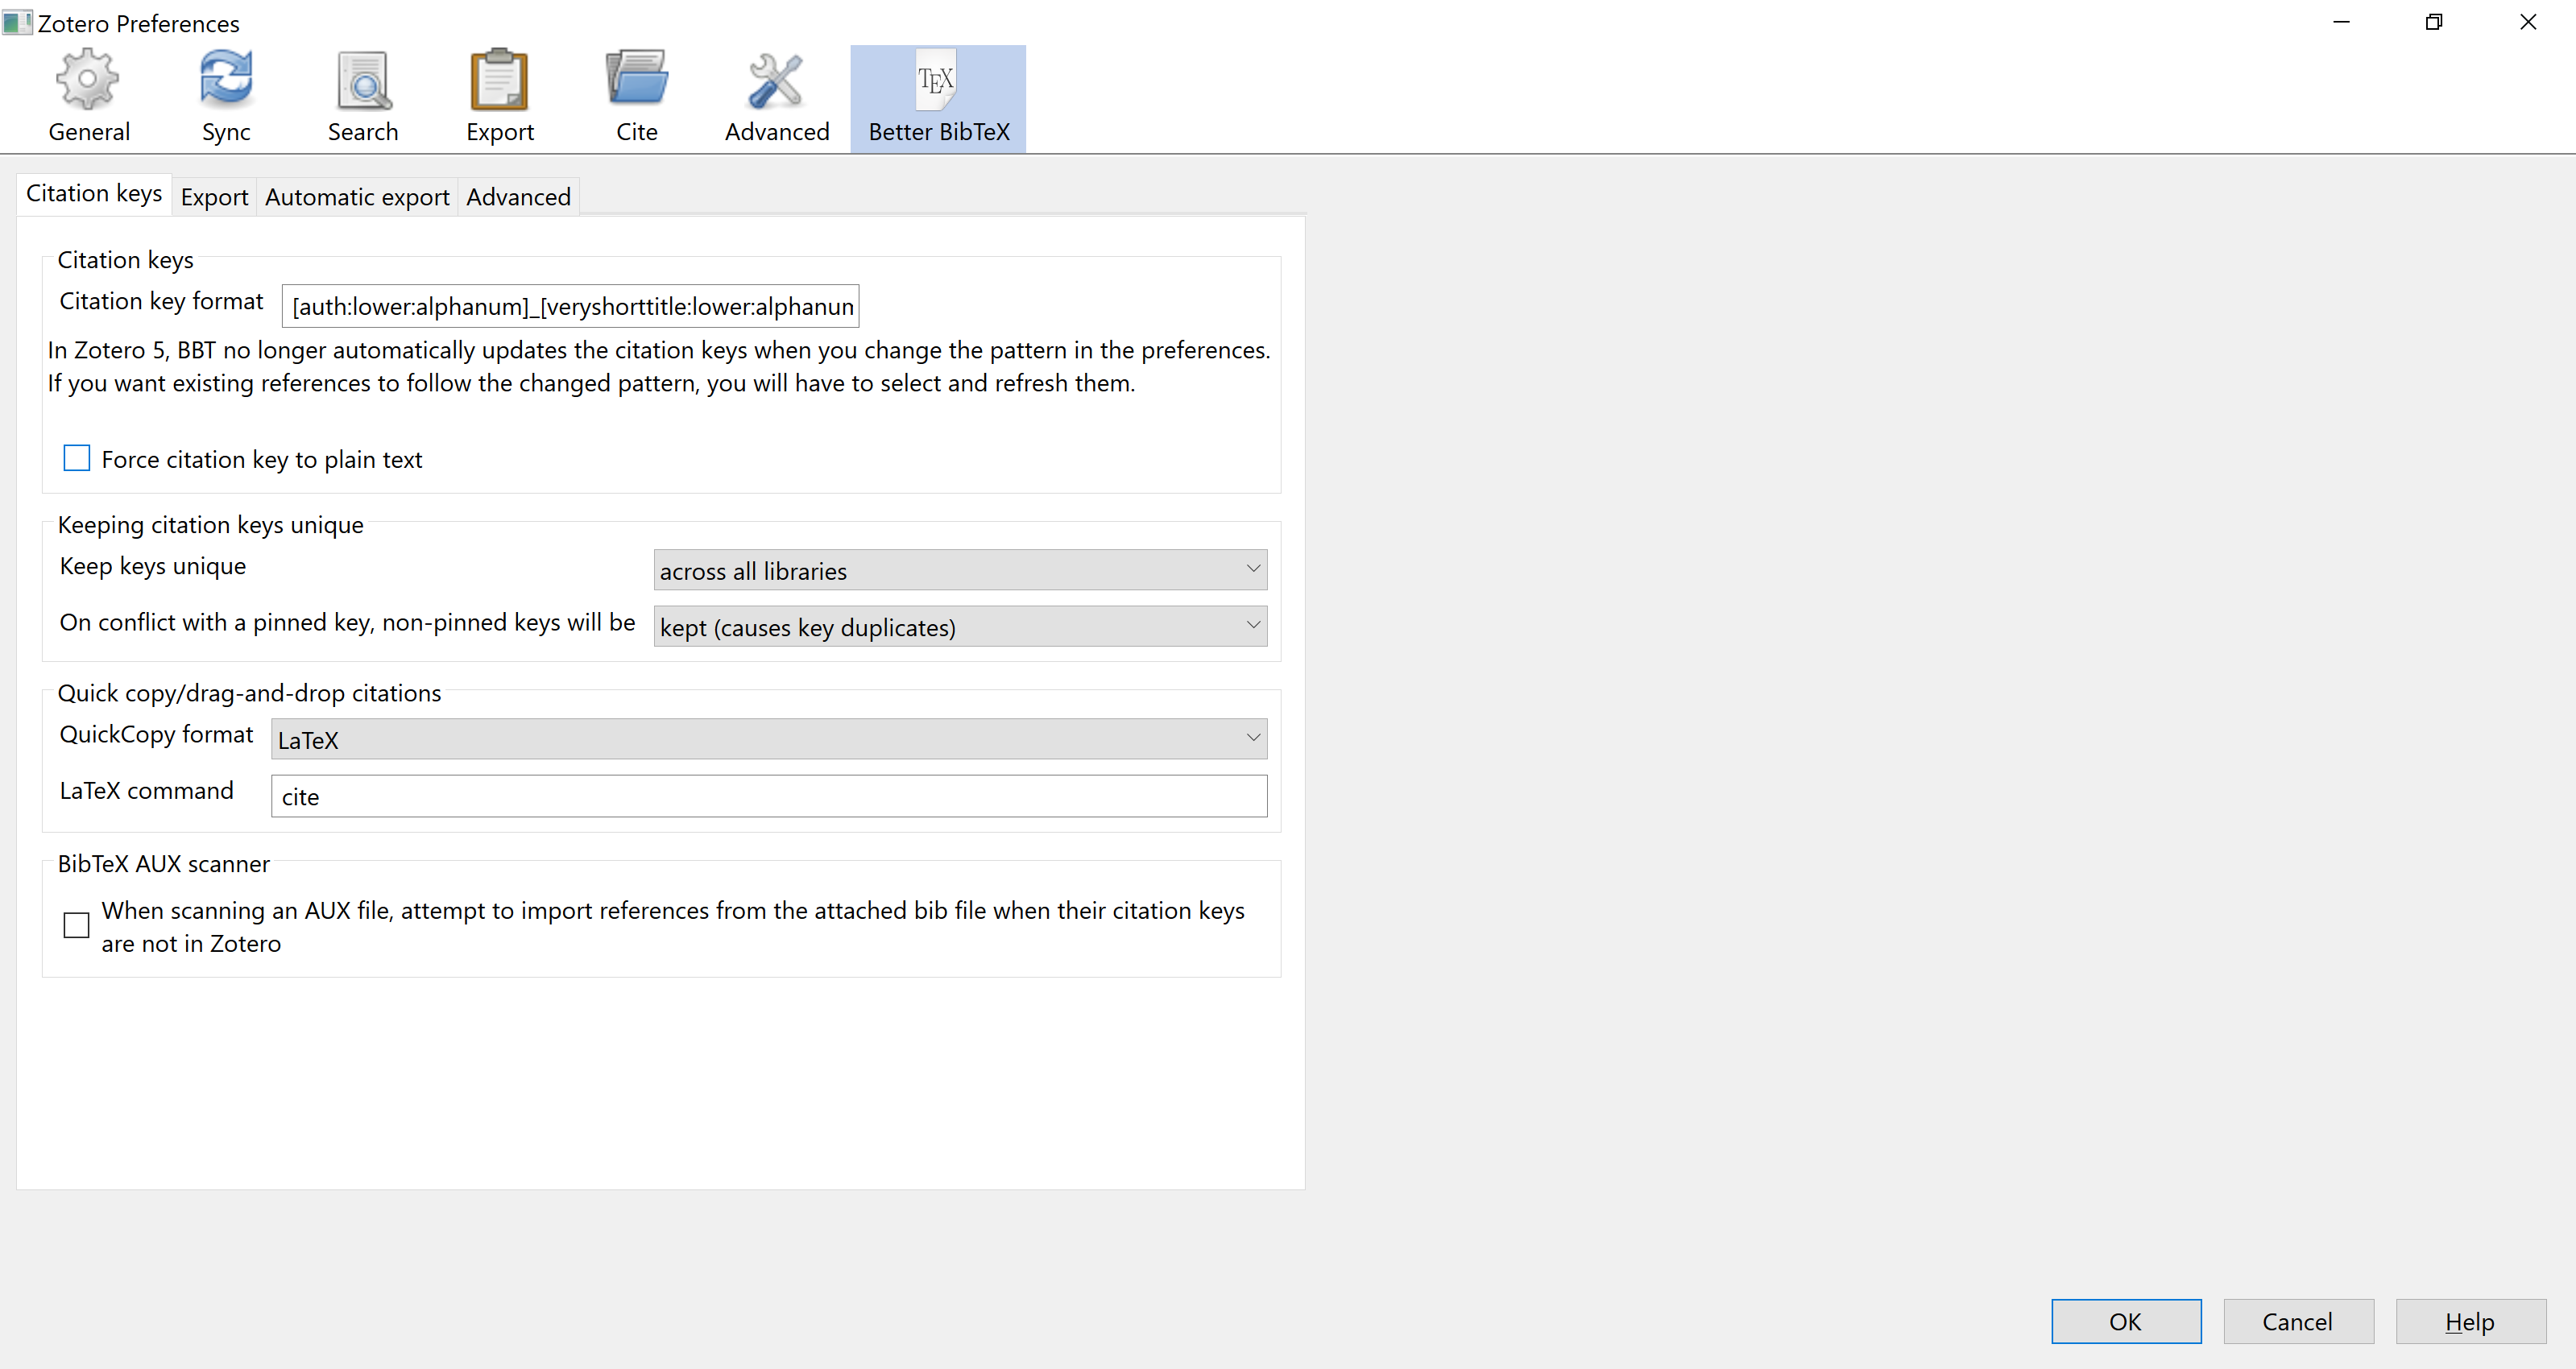 Zotero Preferences
General Sync Search Export Cite Advanced TEX Better BibTeX
Citation keys Export Automatic export Advanced
Citation keys
Citation key format [auth:lower:alphanum]_[veryshorttitle:lower:alphanun
In Zotero 5, BBT no longer automatically updates the citation keys when you change the pattern in the preferences.
If you want existing references to follow the changed pattern, you will have to select and refresh them.
Force citation key to plain text
Keeping citation keys unique
Keep keys unique across all libraries
On conflict with a pinned key, non-pinned keys will be kept (causes key duplicates)
Quick copy/drag-and-drop citations
QuickCopy format LaTeX
LaTeX command cite
BibTeX AUX scanner
When scanning an AUX file, attempt to import references from the attached bib file when their citation keys
are not in Zotero
OK Cancel Help